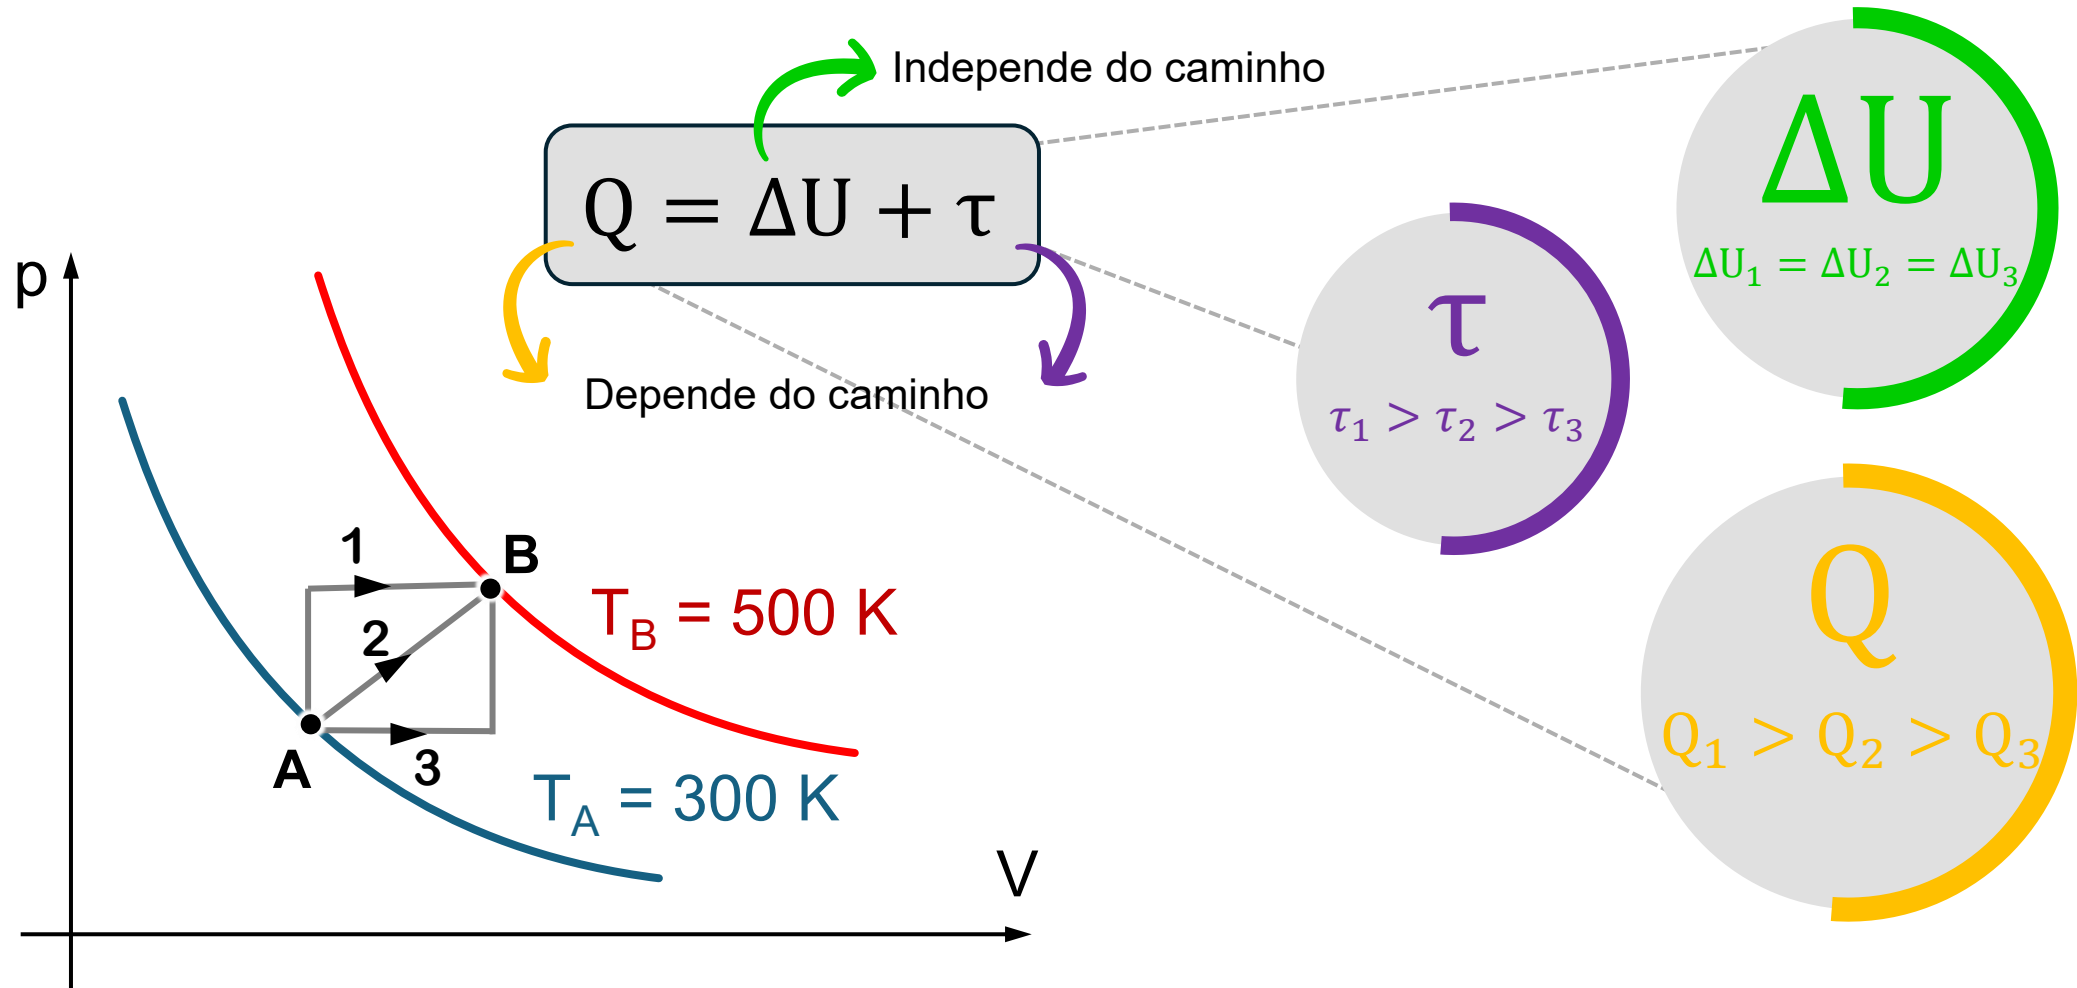 Independe do caminho
Q = ΔU + τ
Depende do caminho
ΔU
ΔU₁ = ΔU₂ = ΔU₃
τ
τ₁ > τ₂ > τ₃
Q
Q₁ > Q₂ > Q₃
p
1
B
2
T_B = 500 K
A
3
T_A = 300 K
V